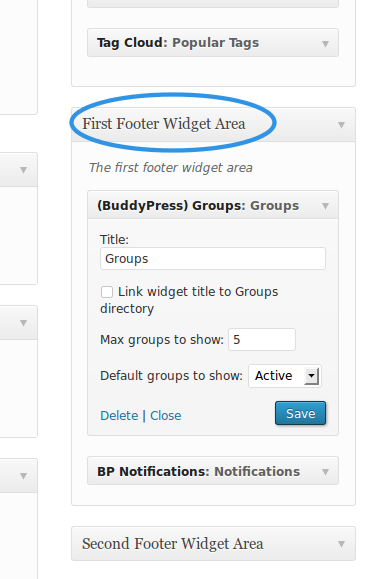 Tag Cloud: Popular Tags
First Footer Widget Area
The first footer widget area
(BuddyPress) Groups: Groups
Title:
Groups
Link widget title to Groups
directory
Max groups to show: 5
Default groups to show: Active
Delete | Close Save
BP Notifications: Notifications
Second Footer Widget Area